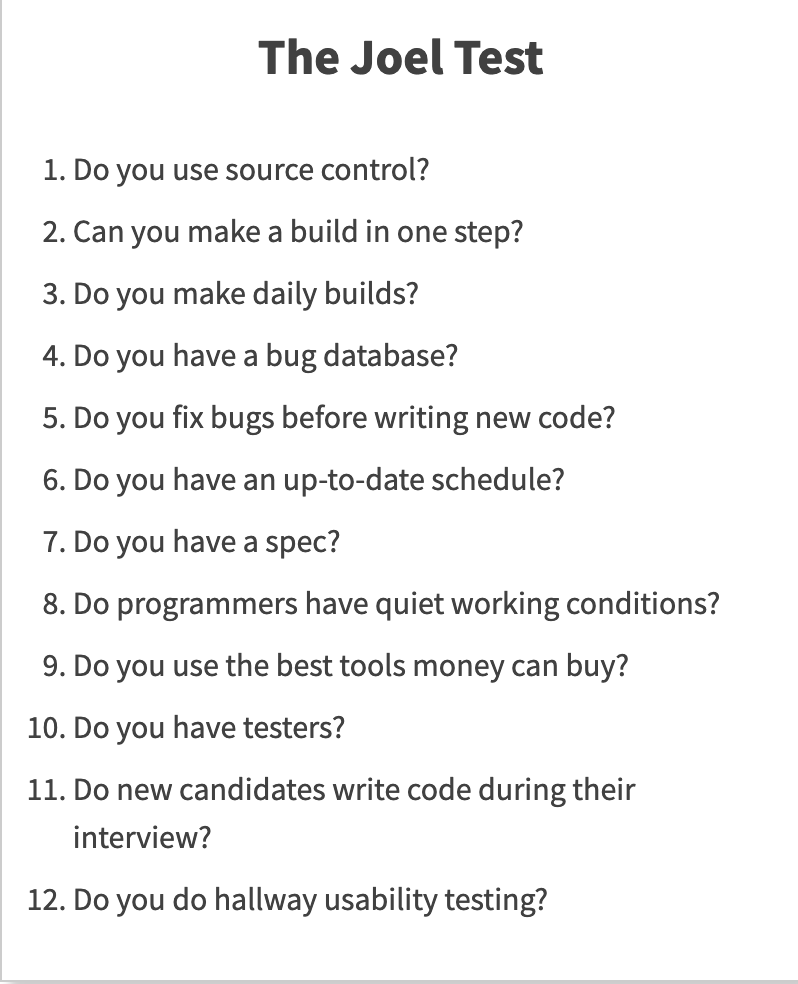 The Joel Test
1. Do you use source control?
2. Can you make a build in one step?
3. Do you make daily builds?
4. Do you have a bug database?
5. Do you fix bugs before writing new code?
6. Do you have an up-to-date schedule?
7. Do you have a spec?
8. Do programmers have quiet working conditions?
9. Do you use the best tools money can buy?
10. Do you have testers?
11. Do new candidates write code during their
interview?
12. Do you do hallway usability testing?